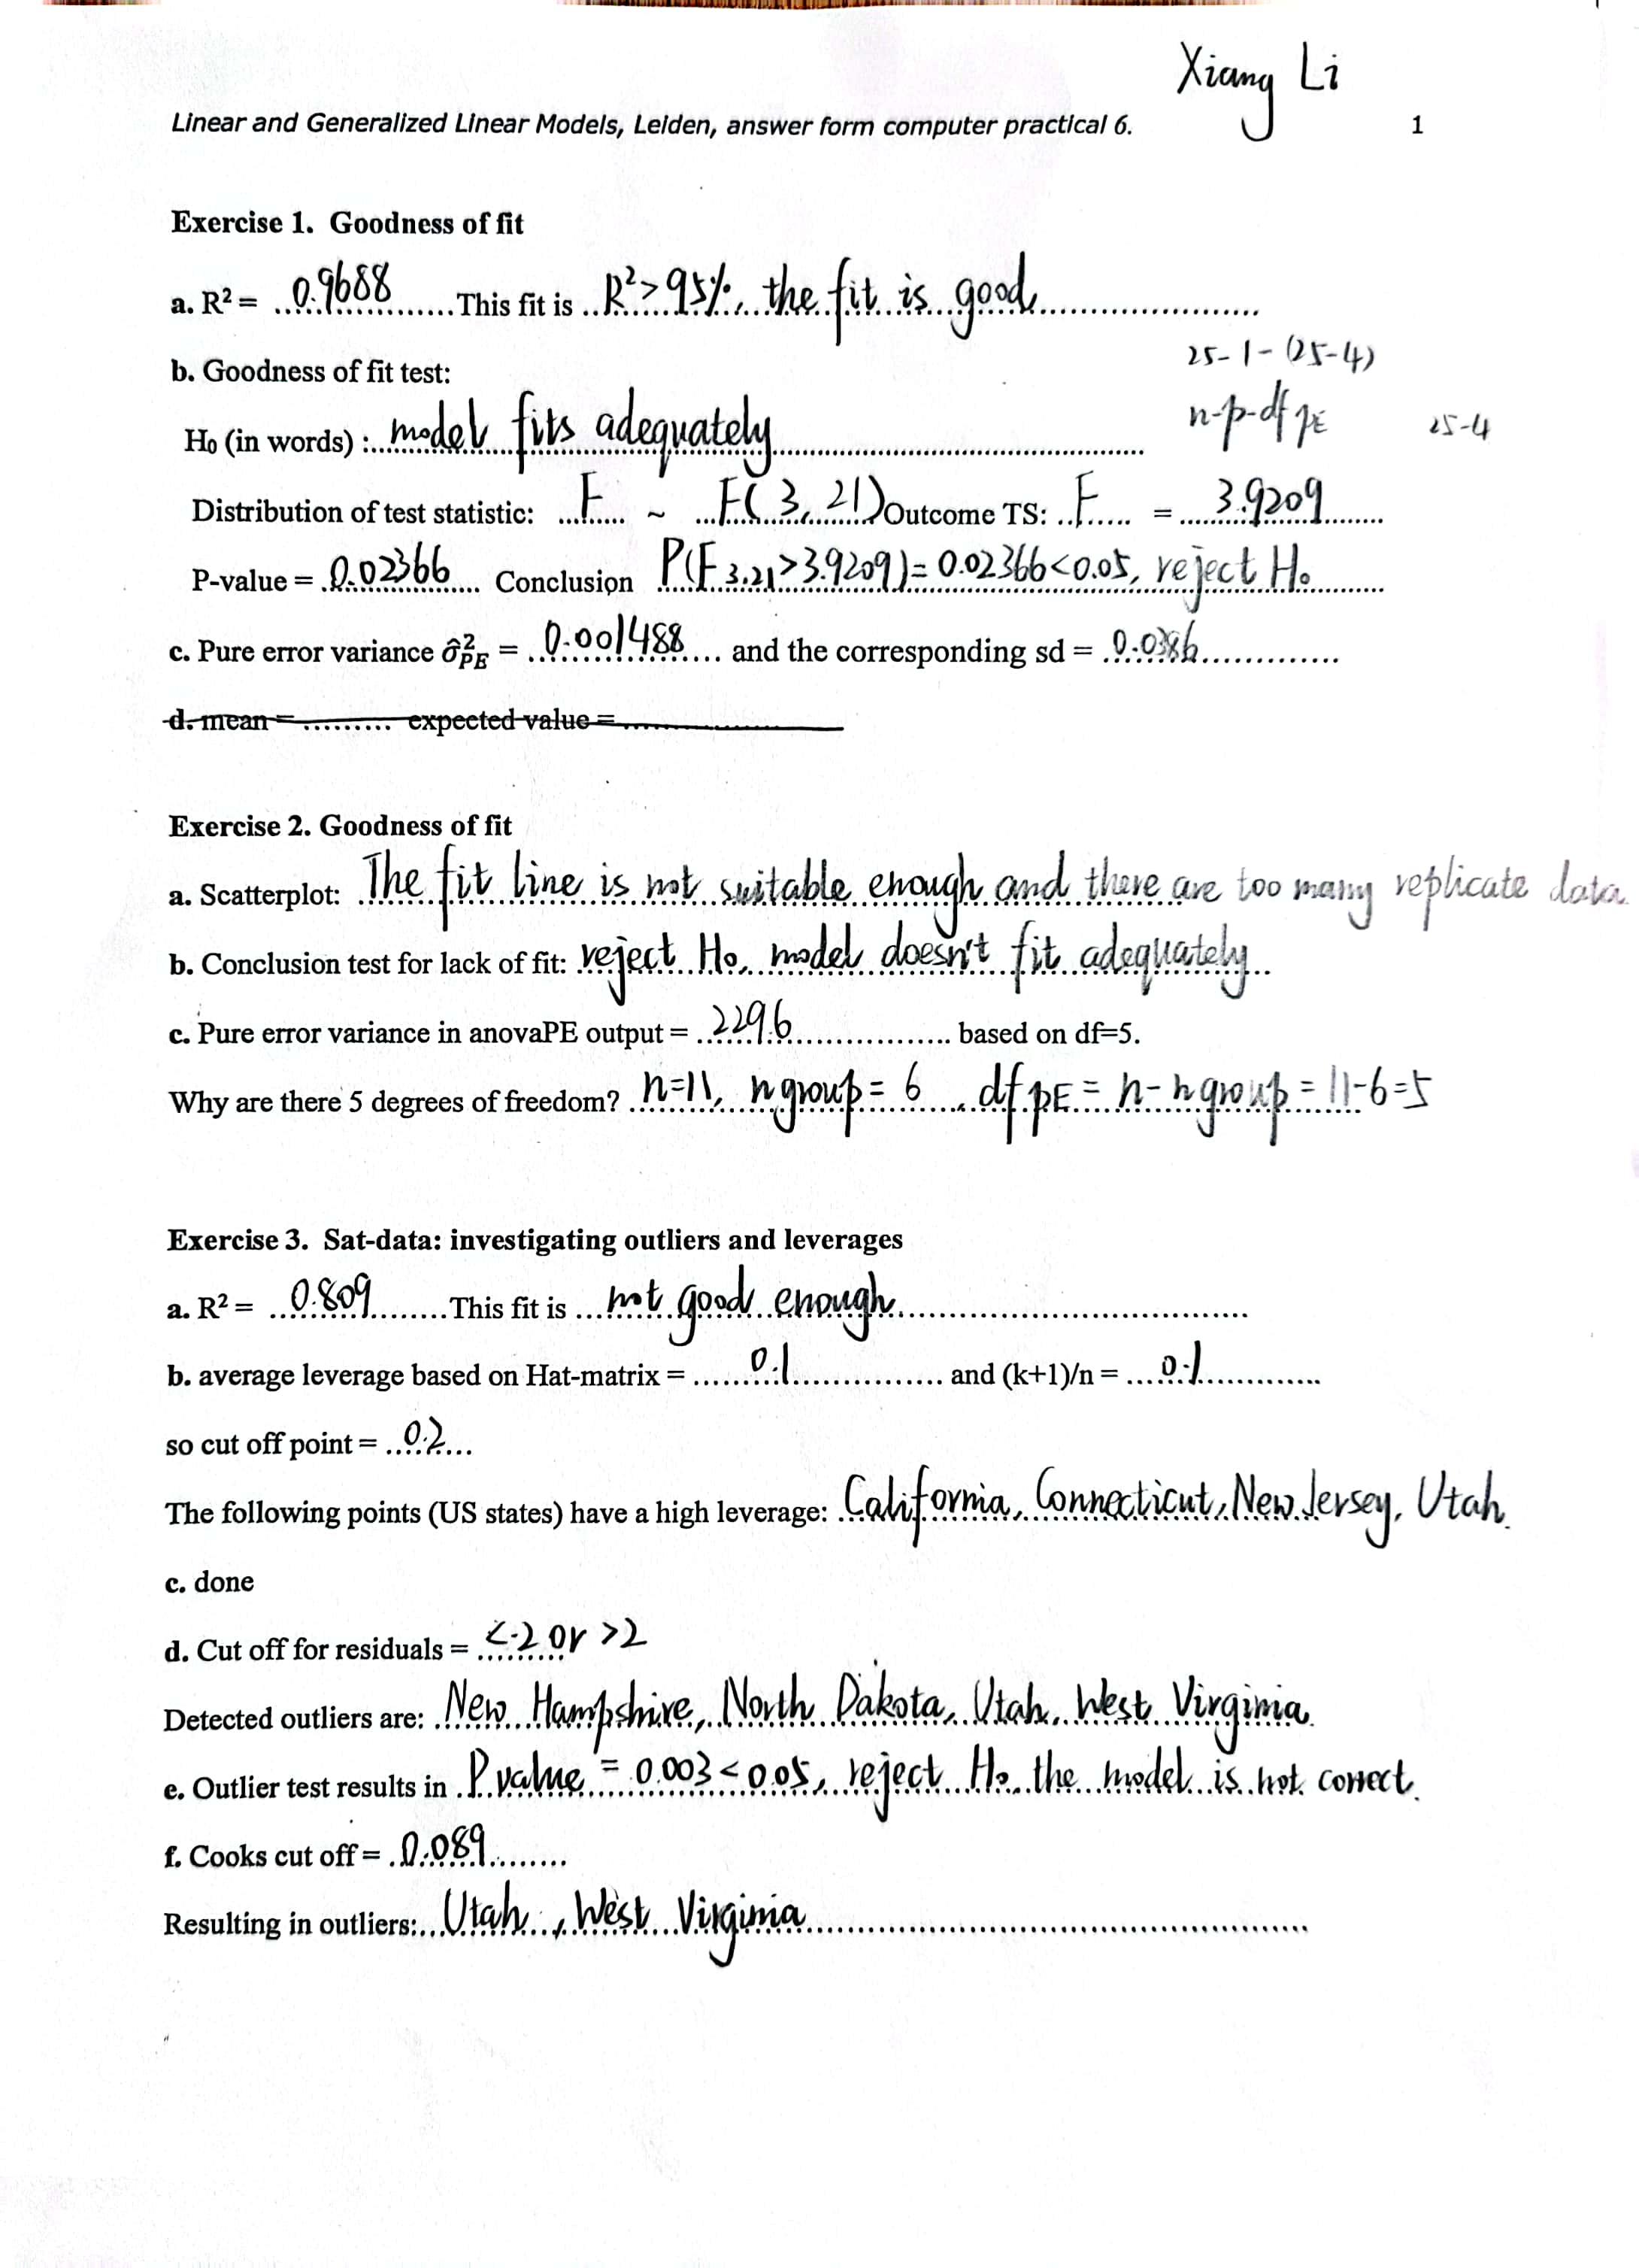 Xiang Li
Linear and Generalized Linear Models, Leiden, answer form computer practical 6. 1
Exercise 1. Goodness of fit
a. R² = 0.9688 This fit is R²>95%, the fit is good
25-1-(25-4)
b. Goodness of fit test:
n-p-df PE 25-4
H₀ (in words) : model fits adequately
Distribution of test statistic: F ~ F(3,21) Outcome TS: F = 3.9209
P-value = 0.02366 Conclusion P(F3,21>3.9209)=0.02366<0.05, reject H₀
c. Pure error variance σ̂²PE = 0.001488 and the corresponding sd = 0.0386
d. mean = ......... expected value =
Exercise 2. Goodness of fit
a. Scatterplot: The fit line is not suitable enough and there are too many replicate data.
b. Conclusion test for lack of fit: reject H₀, model doesn't fit adequately
c. Pure error variance in anovaPE output = 229.6 based on df=5.
Why are there 5 degrees of freedom? n=11, ngroup = 6, df PE = n-ngroup = 11-6=5
Exercise 3. Sat-data: investigating outliers and leverages
a. R² = 0.809 This fit is not good enough.
b. average leverage based on Hat-matrix = 0.1 and (k+1)/n = 0.1
so cut off point = 0.2
The following points (US states) have a high leverage: California, Connecticut, New Jersey, Utah.
c. done
d. Cut off for residuals = <-2 or >2
Detected outliers are: New Hampshire, North Dakota, Utah, West Virginia.
e. Outlier test results in P value = 0.003 < 0.05, reject H₀, the model is not correct.
f. Cooks cut off = 0.089
Resulting in outliers: Utah, West Virginia